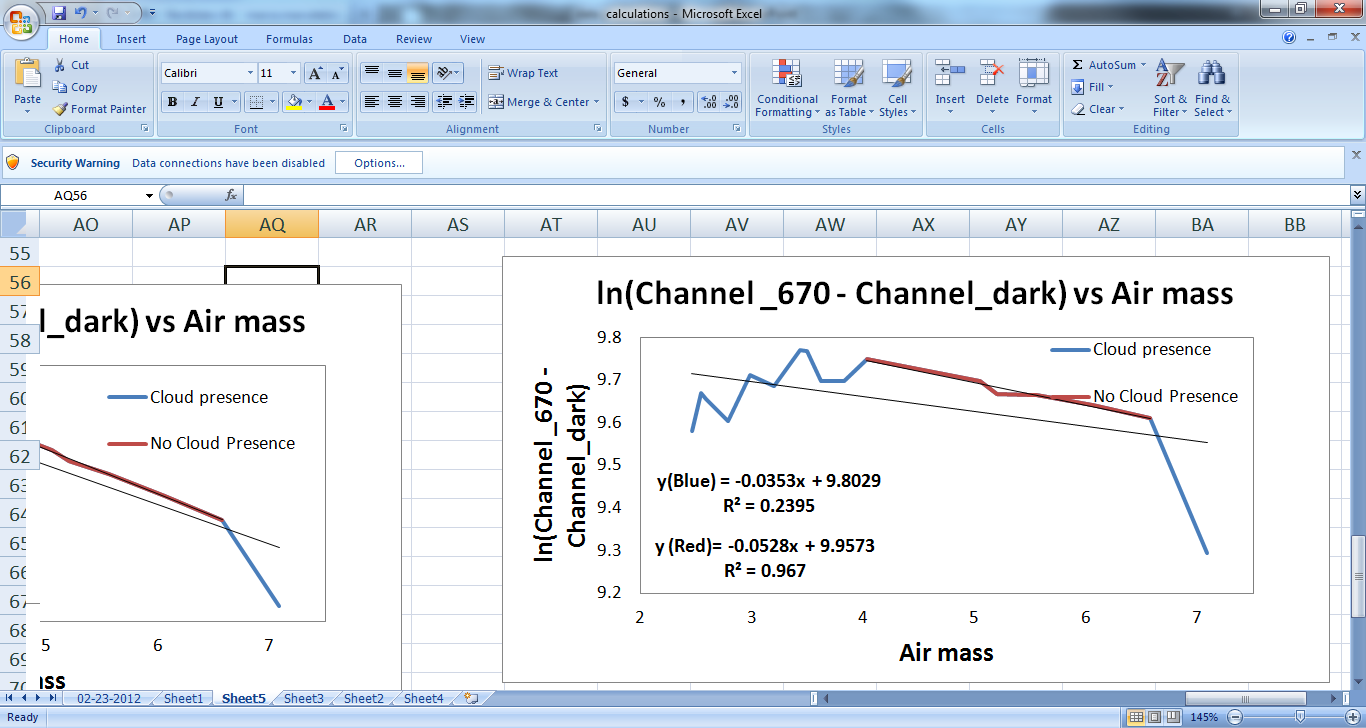 calculations - Microsoft Excel
Home Insert Page Layout Formulas Data Review View
Paste
Cut
Copy
Format Painter
Clipboard
Calibri 11
B I U
Font
Wrap Text
Merge & Center
Alignment
General
$ % ,
Number
Conditional Formatting
Format as Table
Cell Styles
Styles
Insert Delete Format
Cells
AutoSum
Fill
Clear
Sort & Filter
Find & Select
Editing
Security Warning Data connections have been disabled Options...
AQ56 fx
AO AP AQ AR AS AT AU AV AW AX AY AZ BA BB
55
56
57
58
59
60
61
62
63
64
65
66
67
68
69
70
l_dark) vs Air mass
Cloud presence
No Cloud Presence
5 6 7
ass
ln(Channel _670 - Channel_dark) vs Air mass
ln(Channel _670 -
Channel_dark)
9.8
9.7
9.6
9.5
9.4
9.3
9.2
Cloud presence
No Cloud Presence
y(Blue) = -0.0353x + 9.8029
R² = 0.2395
y (Red)= -0.0528x + 9.9573
R² = 0.967
2 3 4 5 6 7
Air mass
02-23-2012 Sheet1 Sheet5 Sheet3 Sheet2 Sheet4
Ready 145%